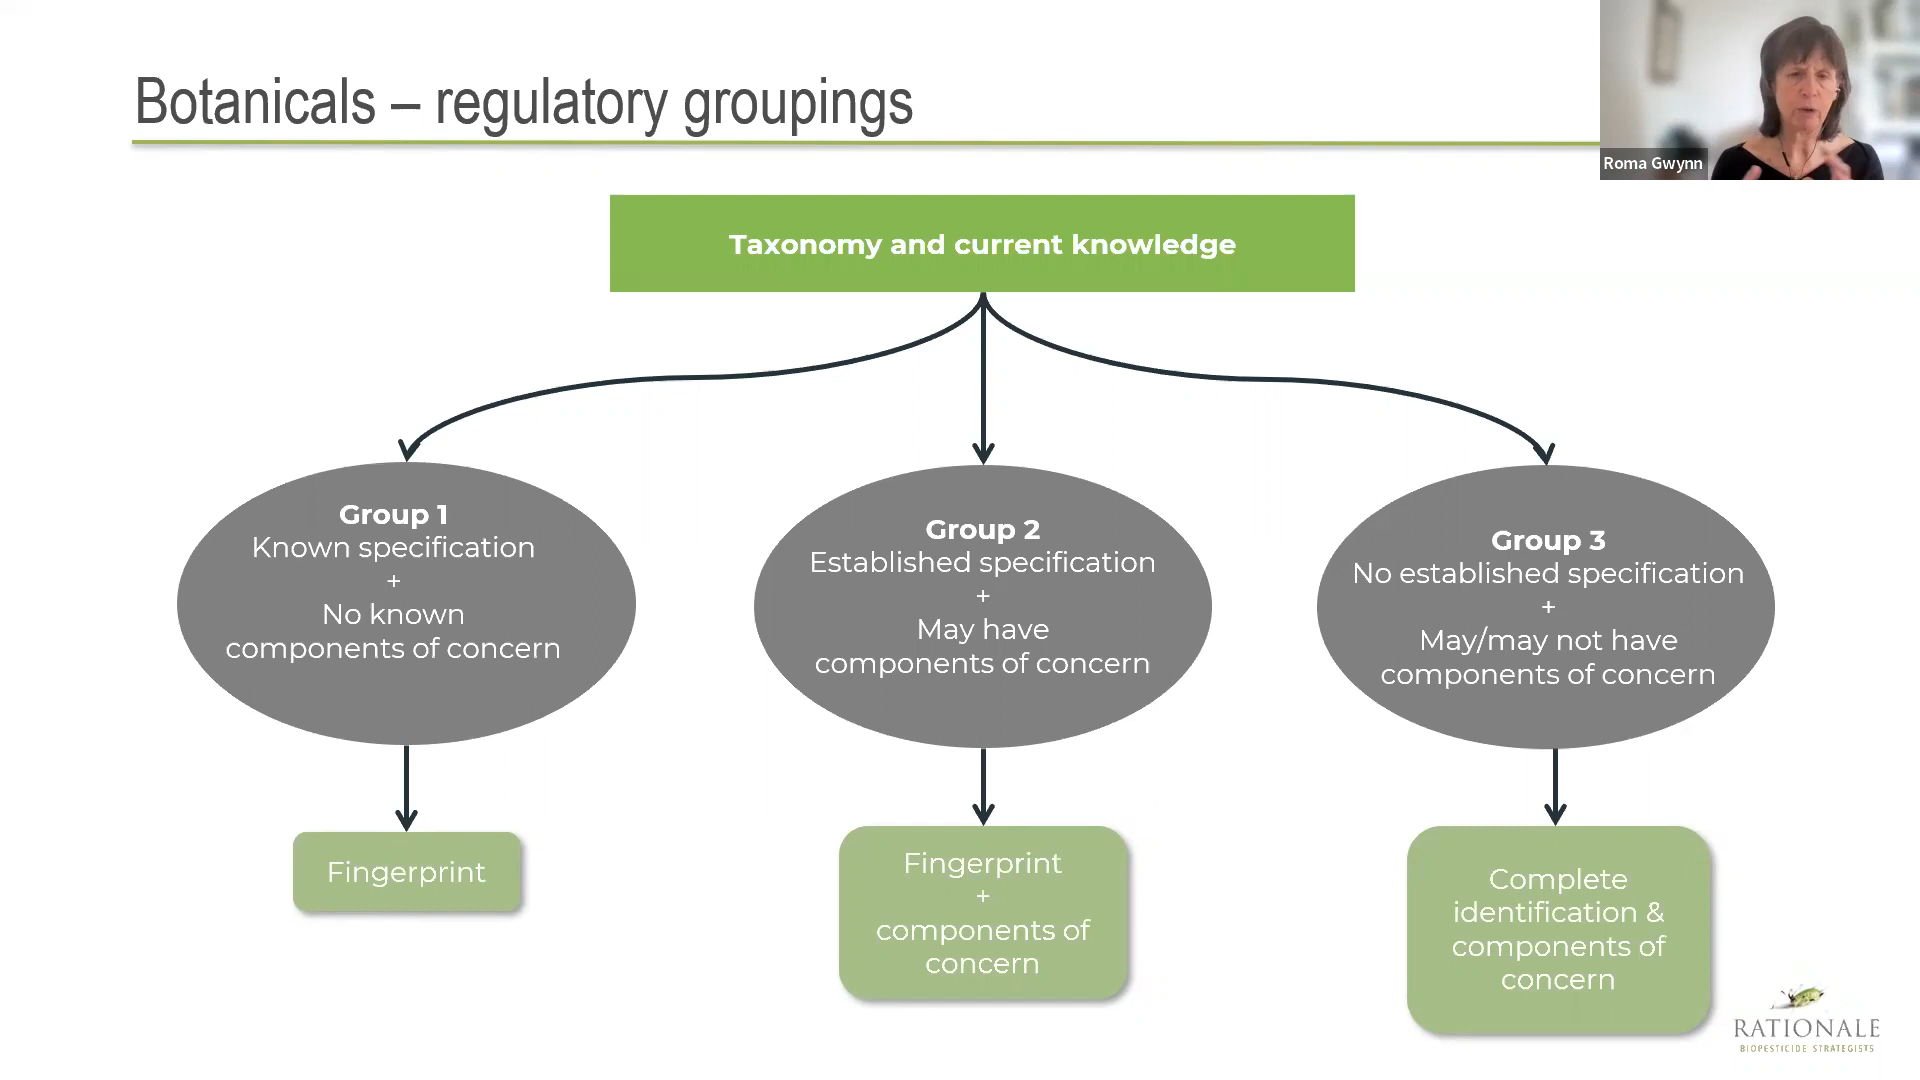 Botanicals – regulatory groupings
Roma Gwynn
Taxonomy and current knowledge
Group 1
Known specification
+
No known
components of concern
Group 2
Established specification
+
May have
components of concern
Group 3
No established specification
+
May/may not have
components of concern
Fingerprint
Fingerprint
+
components of
concern
Complete
identification &
components of
concern
RATIONALE
BIOPESTICIDE STRATEGISTS